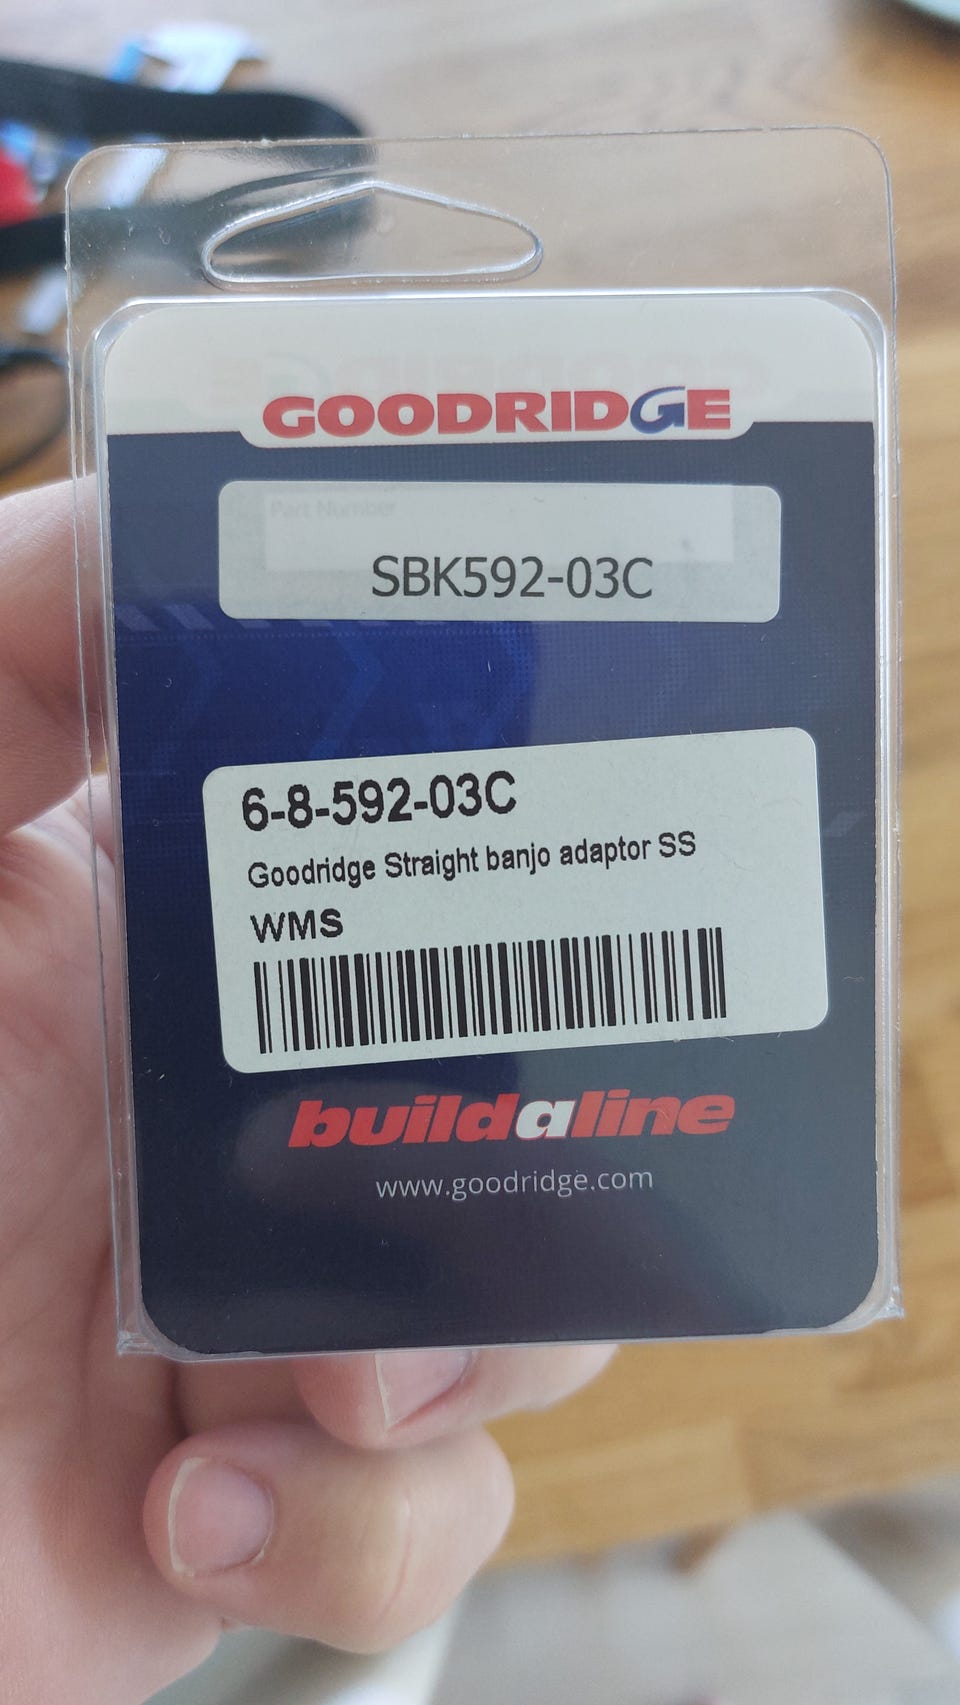 GOODRIDGE
Part Number
SBK592-03C
6-8-592-03C
Goodridge Straight banjo adaptor SS
WMS
buildaline
www.goodridge.com